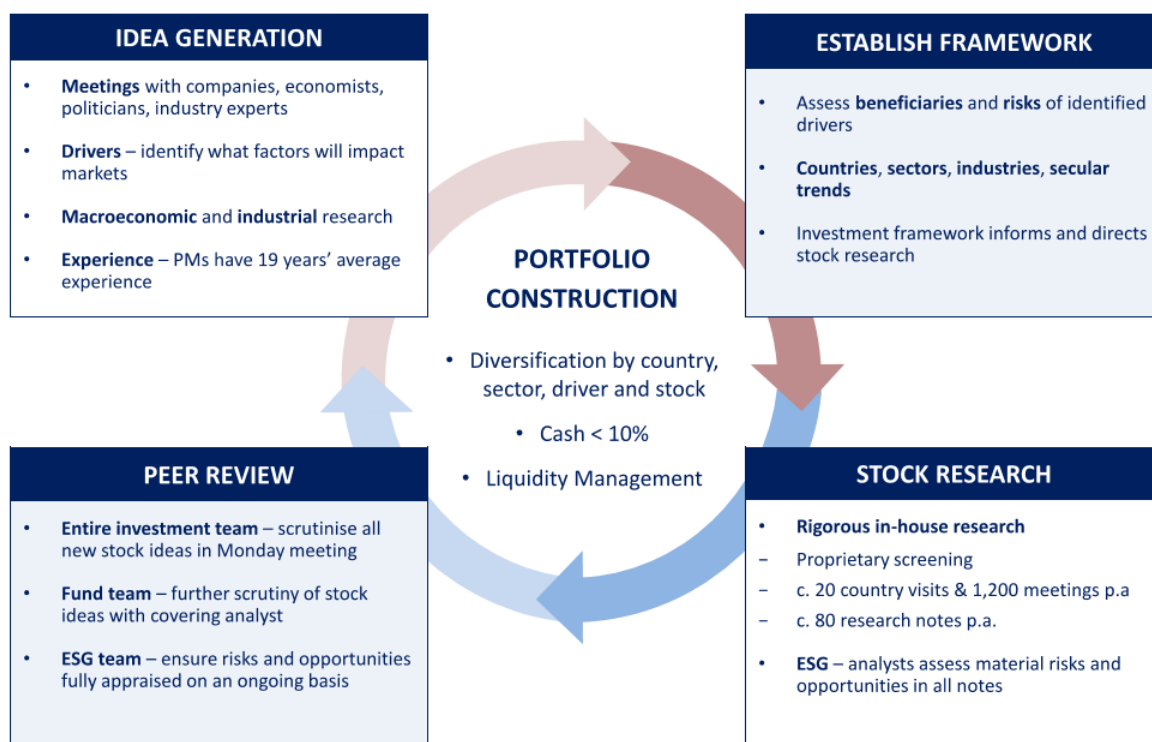 IDEA GENERATION
• Meetings with companies, economists,
politicians, industry experts
• Drivers – identify what factors will impact
markets
• Macroeconomic and industrial research
• Experience – PMs have 19 years’ average
experience
ESTABLISH FRAMEWORK
• Assess beneficiaries and risks of identified
drivers
• Countries, sectors, industries, secular
trends
• Investment framework informs and directs
stock research
PORTFOLIO
CONSTRUCTION
• Diversification by country,
sector, driver and stock
• Cash < 10%
• Liquidity Management
PEER REVIEW
• Entire investment team – scrutinise all
new stock ideas in Monday meeting
• Fund team – further scrutiny of stock
ideas with covering analyst
• ESG team – ensure risks and opportunities
fully appraised on an ongoing basis
STOCK RESEARCH
• Rigorous in-house research
– Proprietary screening
– c. 20 country visits & 1,200 meetings p.a
– c. 80 research notes p.a.
• ESG – analysts assess material risks and
opportunities in all notes